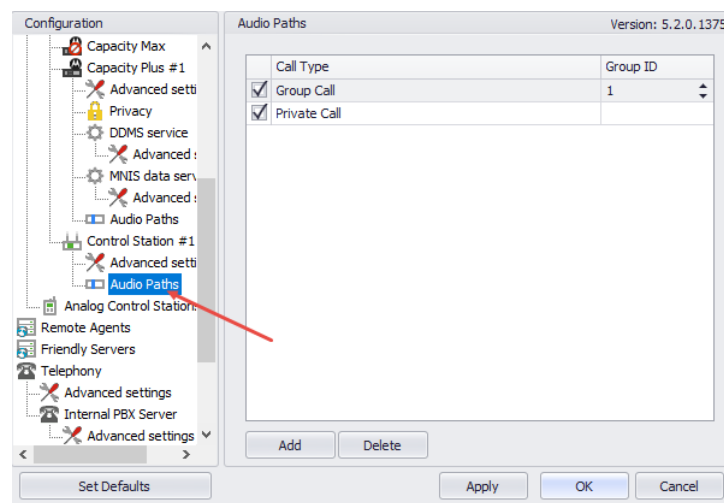 Configuration
Capacity Max
Capacity Plus #1
Advanced setti
Privacy
DDMS service
Advanced s
MNIS data serv
Advanced s
Audio Paths
Control Station #1
Advanced setti
Audio Paths
Analog Control Station
Remote Agents
Friendly Servers
Telephony
Advanced settings
Internal PBX Server
Advanced settings
Set Defaults
Audio Paths Version: 5.2.0.1375
Call Type Group ID
Group Call 1
Private Call
Add Delete
Apply OK Cancel